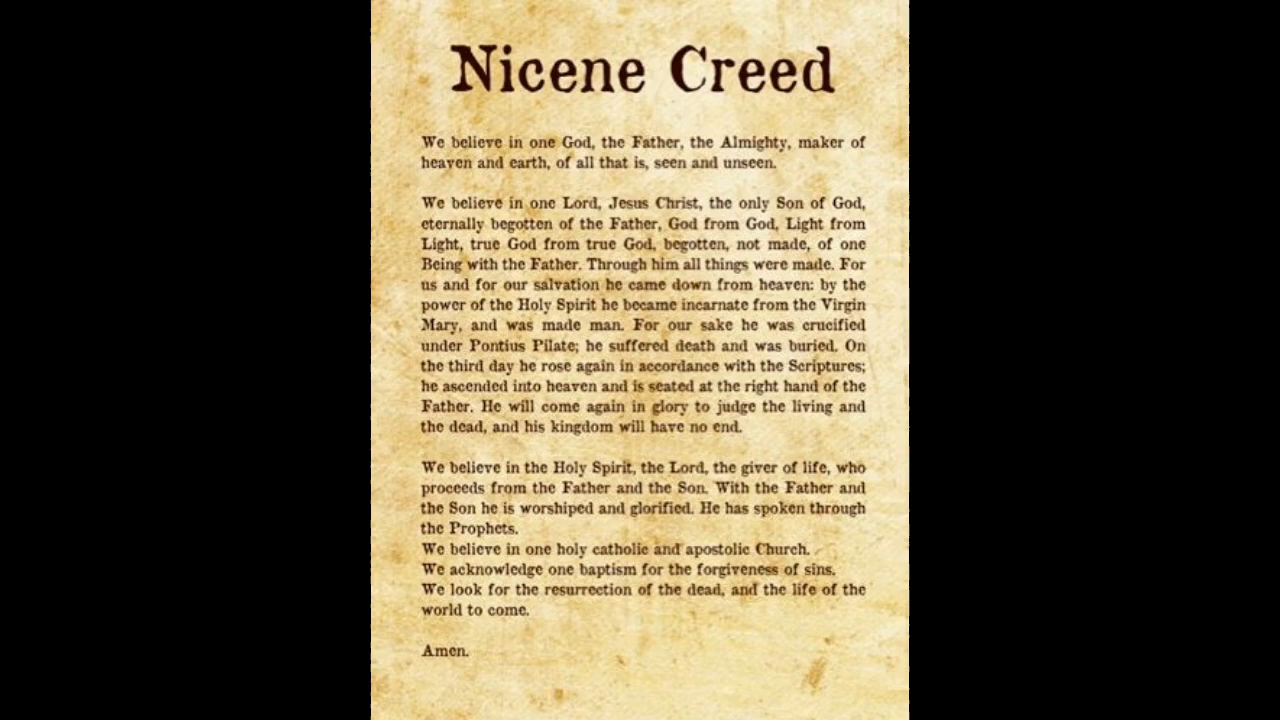 Nicene Creed
We believe in one God, the Father, the Almighty, maker of
heaven and earth, of all that is, seen and unseen.
We believe in one Lord, Jesus Christ, the only Son of God,
eternally begotten of the Father, God from God, Light from
Light, true God from true God, begotten, not made, of one
Being with the Father. Through him all things were made. For
us and for our salvation he came down from heaven: by the
power of the Holy Spirit he became incarnate from the Virgin
Mary, and was made man. For our sake he was crucified
under Pontius Pilate; he suffered death and was buried. On
the third day he rose again in accordance with the Scriptures;
he ascended into heaven and is seated at the right hand of the
Father. He will come again in glory to judge the living and
the dead, and his kingdom will have no end.
We believe in the Holy Spirit, the Lord, the giver of life, who
proceeds from the Father and the Son. With the Father and
the Son he is worshiped and glorified. He has spoken through
the Prophets.
We believe in one holy catholic and apostolic Church.
We acknowledge one baptism for the forgiveness of sins.
We look for the resurrection of the dead, and the life of the
world to come.
Amen.